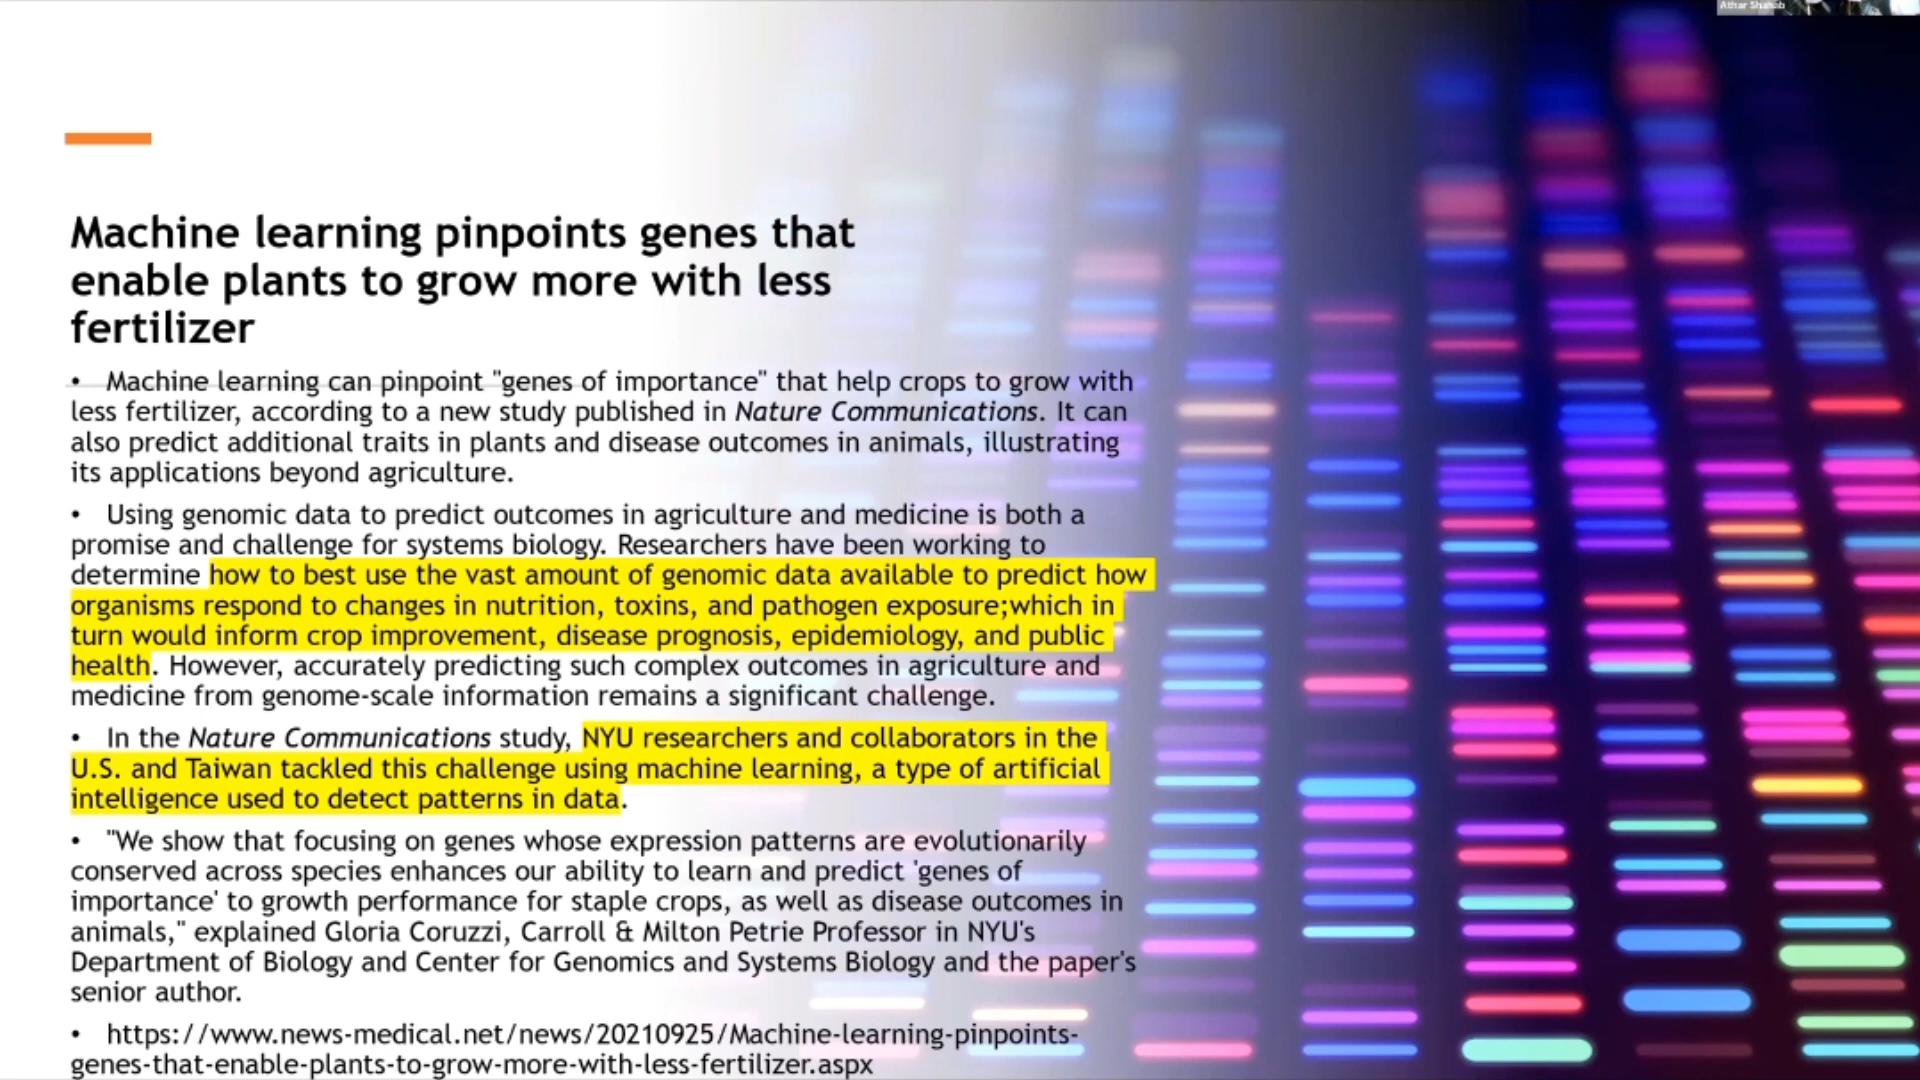 Athar Shahab
Machine learning pinpoints genes that
enable plants to grow more with less
fertilizer
• Machine learning can pinpoint "genes of importance" that help crops to grow with
less fertilizer, according to a new study published in Nature Communications. It can
also predict additional traits in plants and disease outcomes in animals, illustrating
its applications beyond agriculture.
• Using genomic data to predict outcomes in agriculture and medicine is both a
promise and challenge for systems biology. Researchers have been working to
determine how to best use the vast amount of genomic data available to predict how
organisms respond to changes in nutrition, toxins, and pathogen exposure;which in
turn would inform crop improvement, disease prognosis, epidemiology, and public
health. However, accurately predicting such complex outcomes in agriculture and
medicine from genome-scale information remains a significant challenge.
• In the Nature Communications study, NYU researchers and collaborators in the
U.S. and Taiwan tackled this challenge using machine learning, a type of artificial
intelligence used to detect patterns in data.
• "We show that focusing on genes whose expression patterns are evolutionarily
conserved across species enhances our ability to learn and predict 'genes of
importance' to growth performance for staple crops, as well as disease outcomes in
animals," explained Gloria Coruzzi, Carroll & Milton Petrie Professor in NYU's
Department of Biology and Center for Genomics and Systems Biology and the paper's
senior author.
• https://www.news-medical.net/news/20210925/Machine-learning-pinpoints-
genes-that-enable-plants-to-grow-more-with-less-fertilizer.aspx